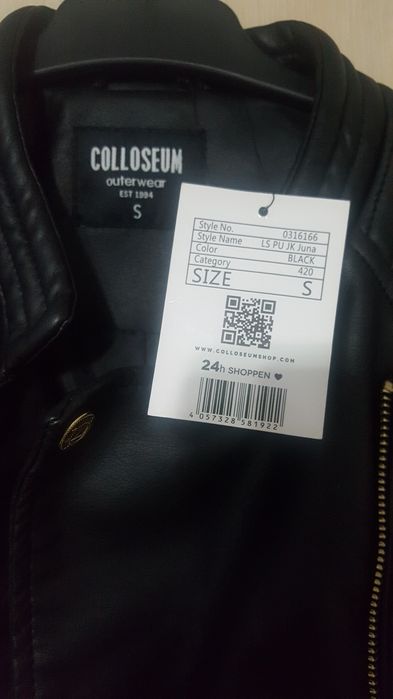 COLLOSEUM
outerwear
EST 1994
S
Style No. 0316166
Style Name LS PU JK Juna
Color BLACK
Category 420
SIZE S
WWW.COLLOSEUMSHOP.COM
24h SHOPPEN
4 057328 581922